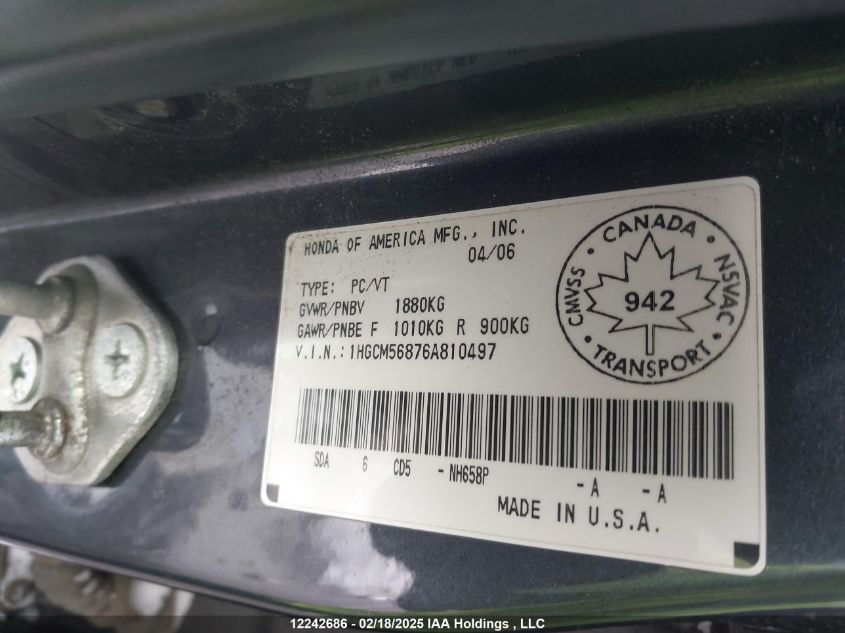 HONDA OF AMERICA MFG., INC.
04/06
TYPE: PC/VT
GVWR/PNBV 1880KG
GAWR/PNBE F 1010KG R 900KG
V.I.N.: 1HGCM56876A810497
SDA 6 CD5 - NH658P - A - A
MADE IN U.S.A.
CANADA
CMVSS 942 NSVAC
TRANSPORT
12242686 - 02/18/2025 IAA Holdings , LLC